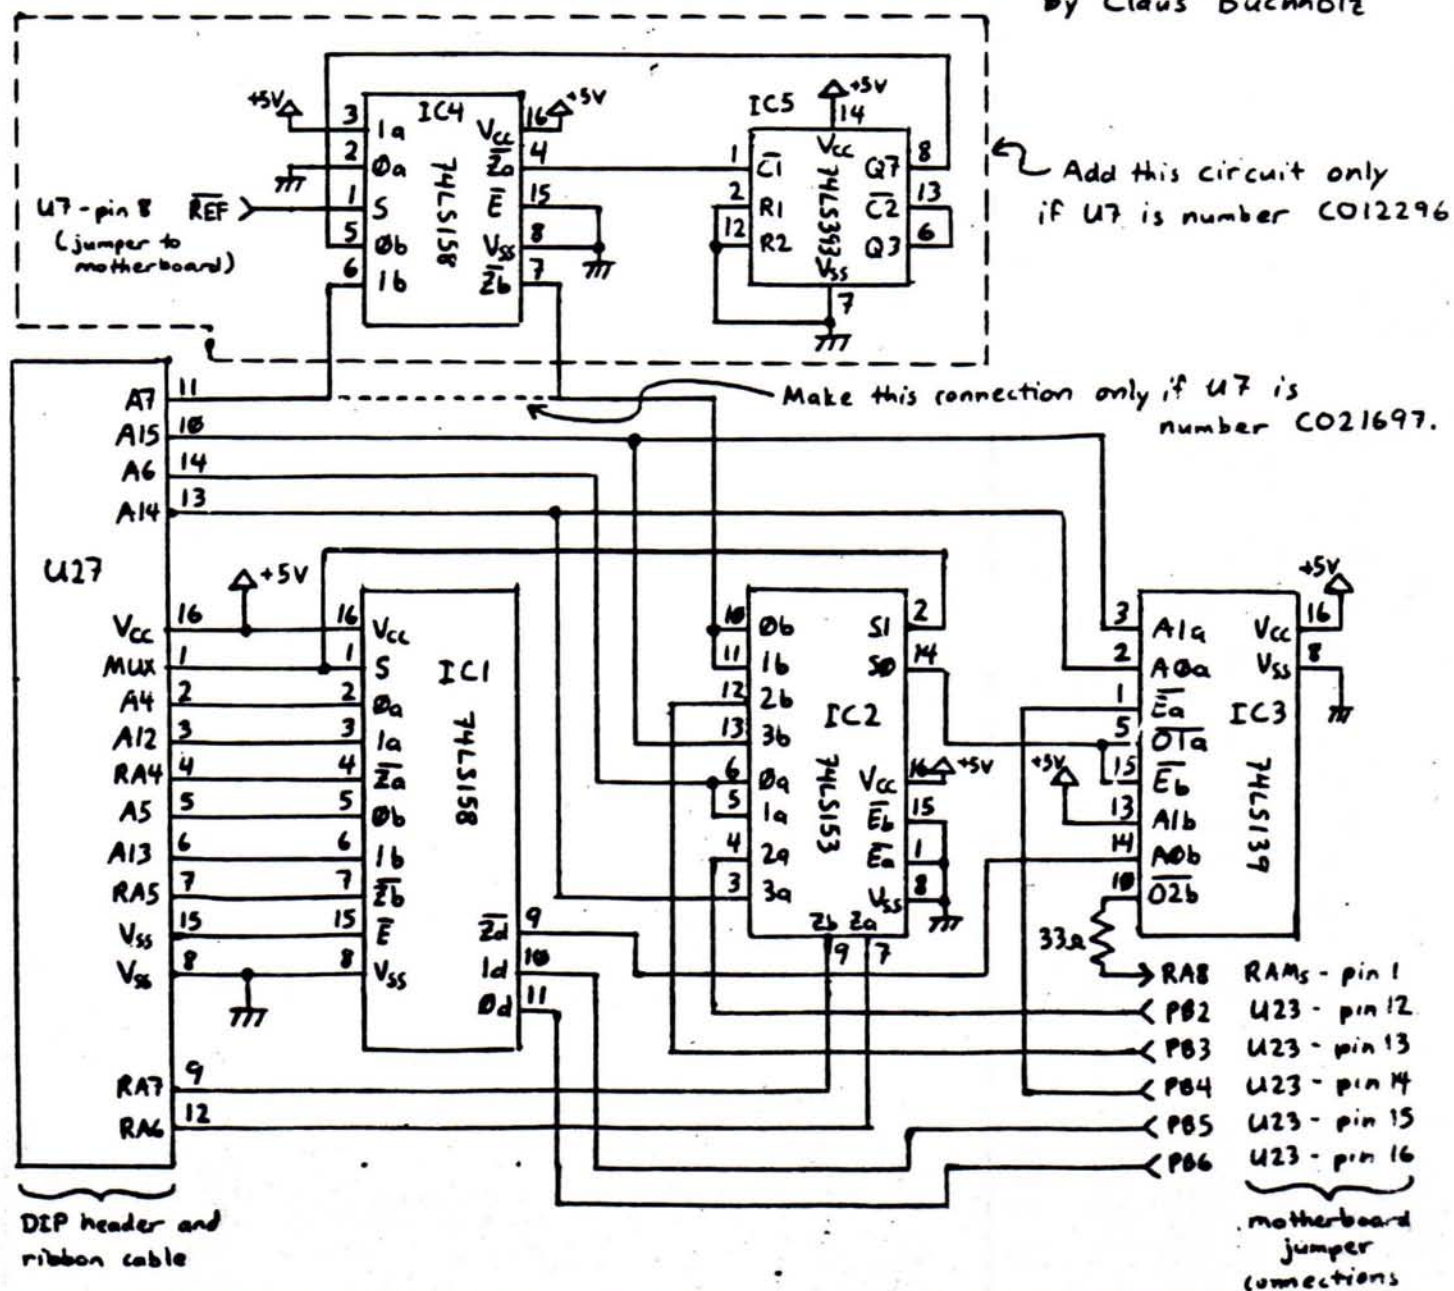 by Claus Buchholz
+5V
3 1a
2 0a
U7-pin 8 REF
(jumper to
motherboard)
1 S
5 0b
6 1b
IC4
74LS158
Vcc 16 +5V
Za 4
E 15
Vss 8
Zb 7
IC5
+5V
14
Vcc
74LS393
Vss
7
1 C1
2 R1
12 R2
Q7 8
C2 13
Q3 6
Add this circuit only
if U7 is number C012296
Make this connection only if U7 is
number C021697.
U27
A7 11
A15 10
A6 14
A14 13
+5V
Vcc 16
MUX 1
A4 2
A12 3
RA4 4
A5 5
A13 6
RA5 7
Vss 15
Vss 8
RA7 9
RA6 12
DIP header and
ribbon cable
IC1
74LS158
16 Vcc
1 S
2 0a
3 1a
4 Za
5 0b
6 1b
7 Zb
15 E
8 Vss
Zd 9
1d 10
0d 11
IC2
74LS153
10 0b
11 1b
12 2b
13 3b
6 0a
5 1a
4 2a
3 3a
S1 2
S0 14
Vcc 16 +5V
Eb 15
Ea 1
Vss 8
Zb Za
9 7
IC3
74LS139
3 A1a
2 A0a
1 Ea
5 O1a
15 Eb
+5V
13 A1b
14 A0b
10 O2b
+5V
Vcc 16
Vss 8
33Ω
RA8 RAMs - pin 1
PB2 U23 - pin 12
PB3 U23 - pin 13
PB4 U23 - pin 14
PB5 U23 - pin 15
PB6 U23 - pin 16
motherboard
jumper
connections